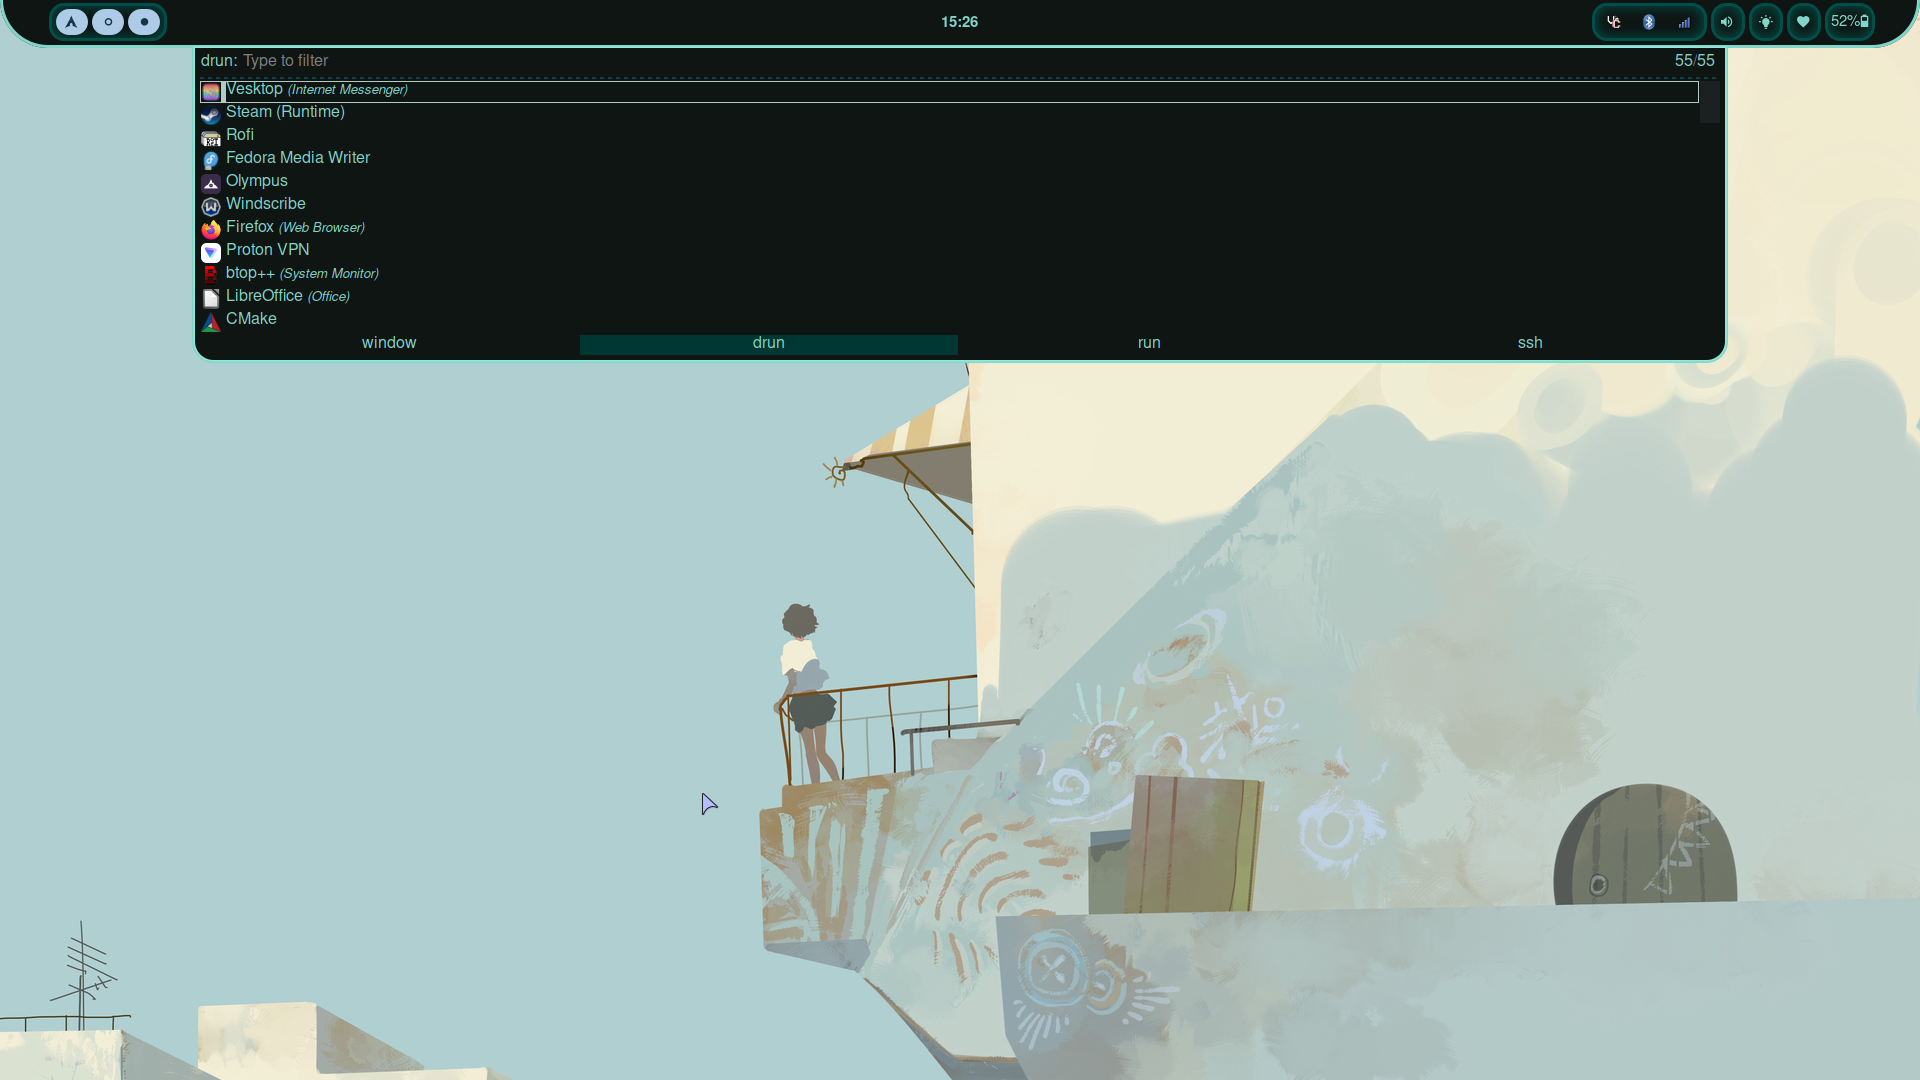 15:26
52%
drun: Type to filter
55/55
Vesktop (Internet Messenger)
Steam (Runtime)
Rofi
Fedora Media Writer
Olympus
Windscribe
Firefox (Web Browser)
Proton VPN
btop++ (System Monitor)
LibreOffice (Office)
CMake
window
drun
run
ssh